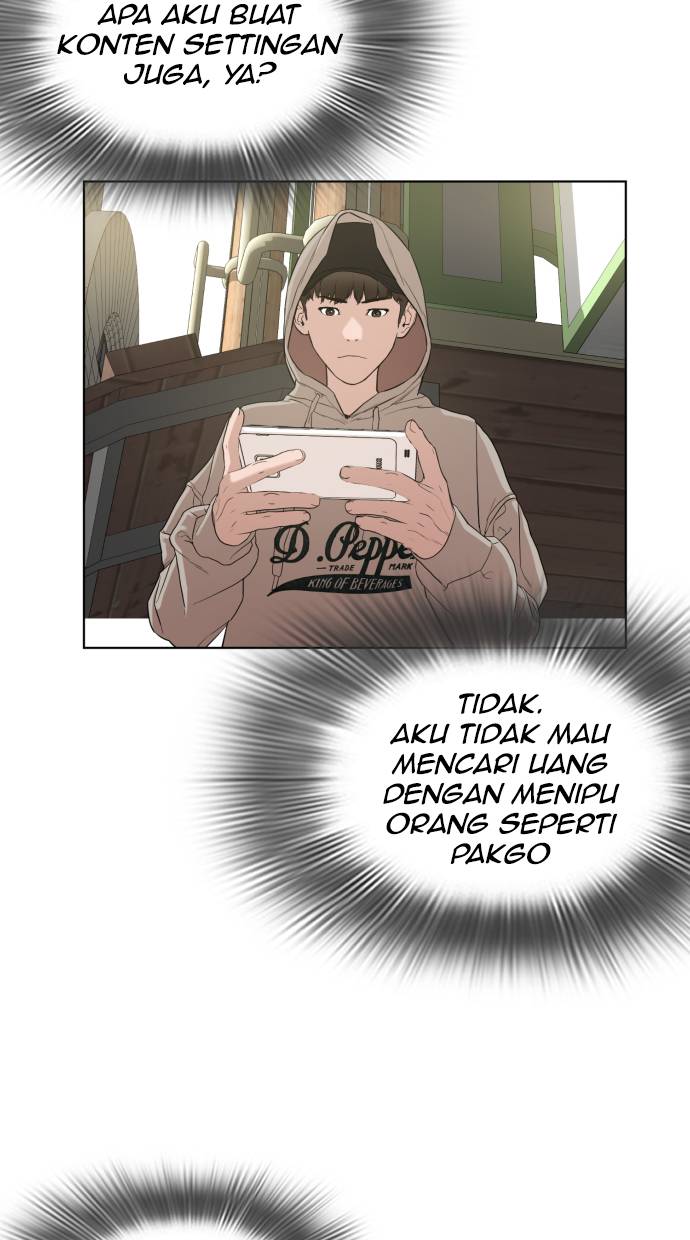 APA AKU BUAT
KONTEN SETTINGAN
JUGA, YA?
D.Peppe
TRADE MARK
KING OF BEVERAGES
TIDAK.
AKU TIDAK MAU
MENCARI UANG
DENGAN MENIPU
ORANG SEPERTI
PAKGO